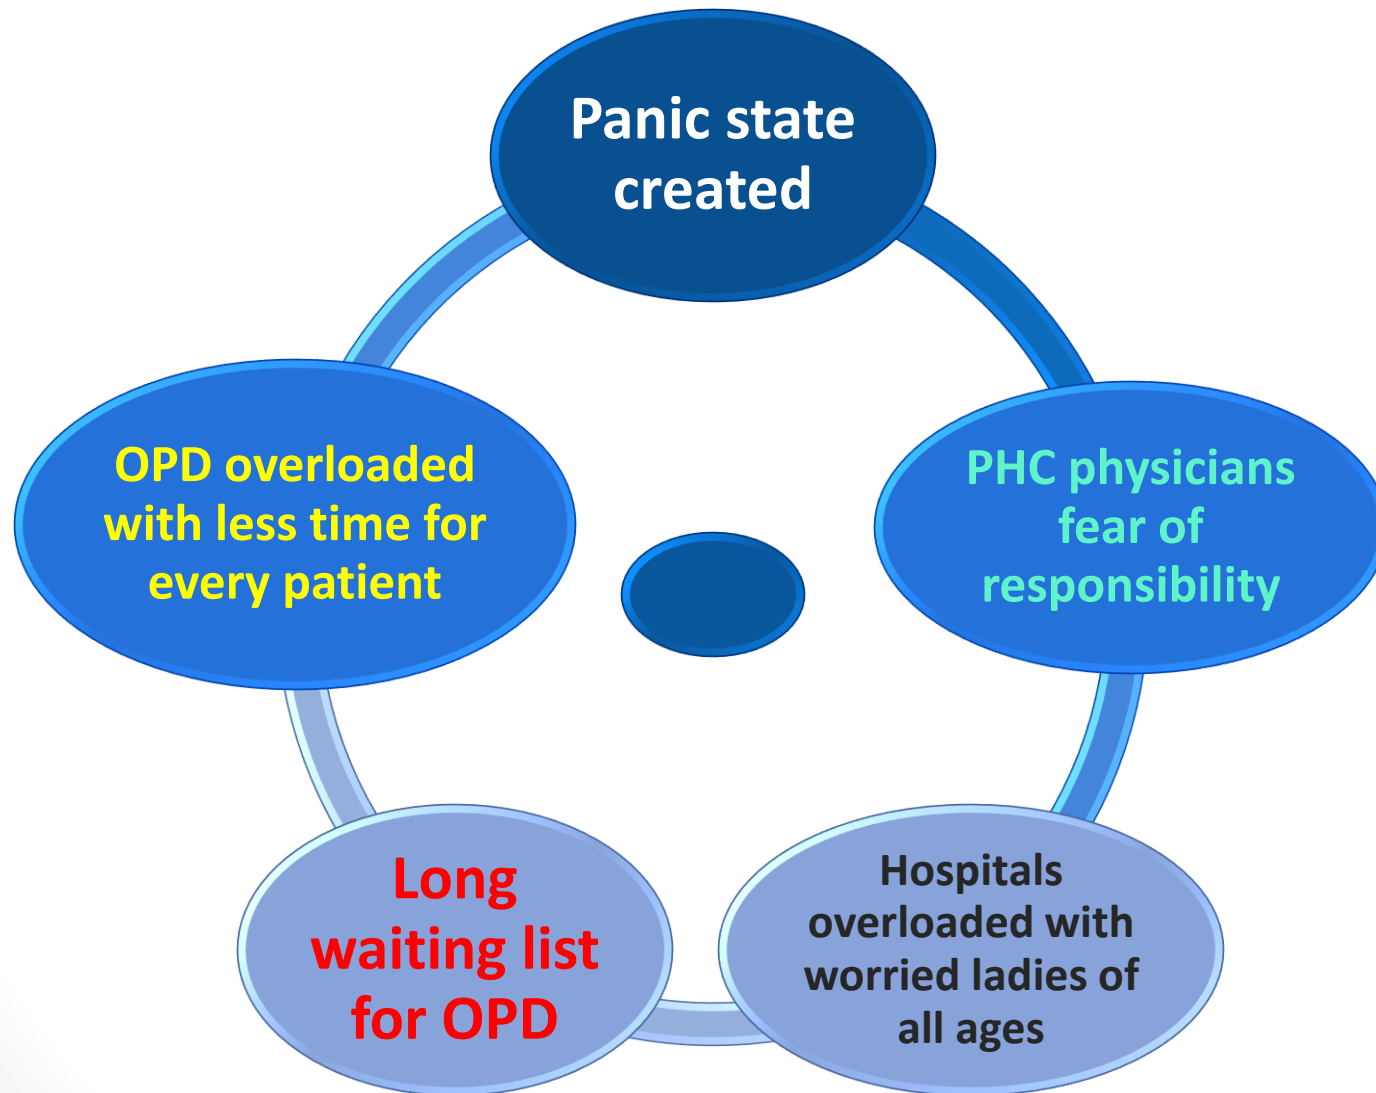 Panic state
created
PHC physicians
fear of
responsibility
Hospitals
overloaded with
worried ladies of
all ages
Long
waiting list
for OPD
OPD overloaded
with less time for
every patient